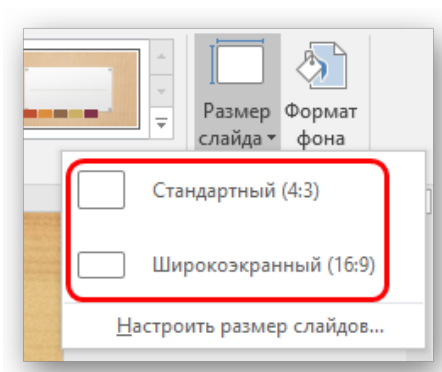 Размер Формат
слайда фона
Стандартный (4:3)
Широкоэкранный (16:9)
Настроить размер слайдов...